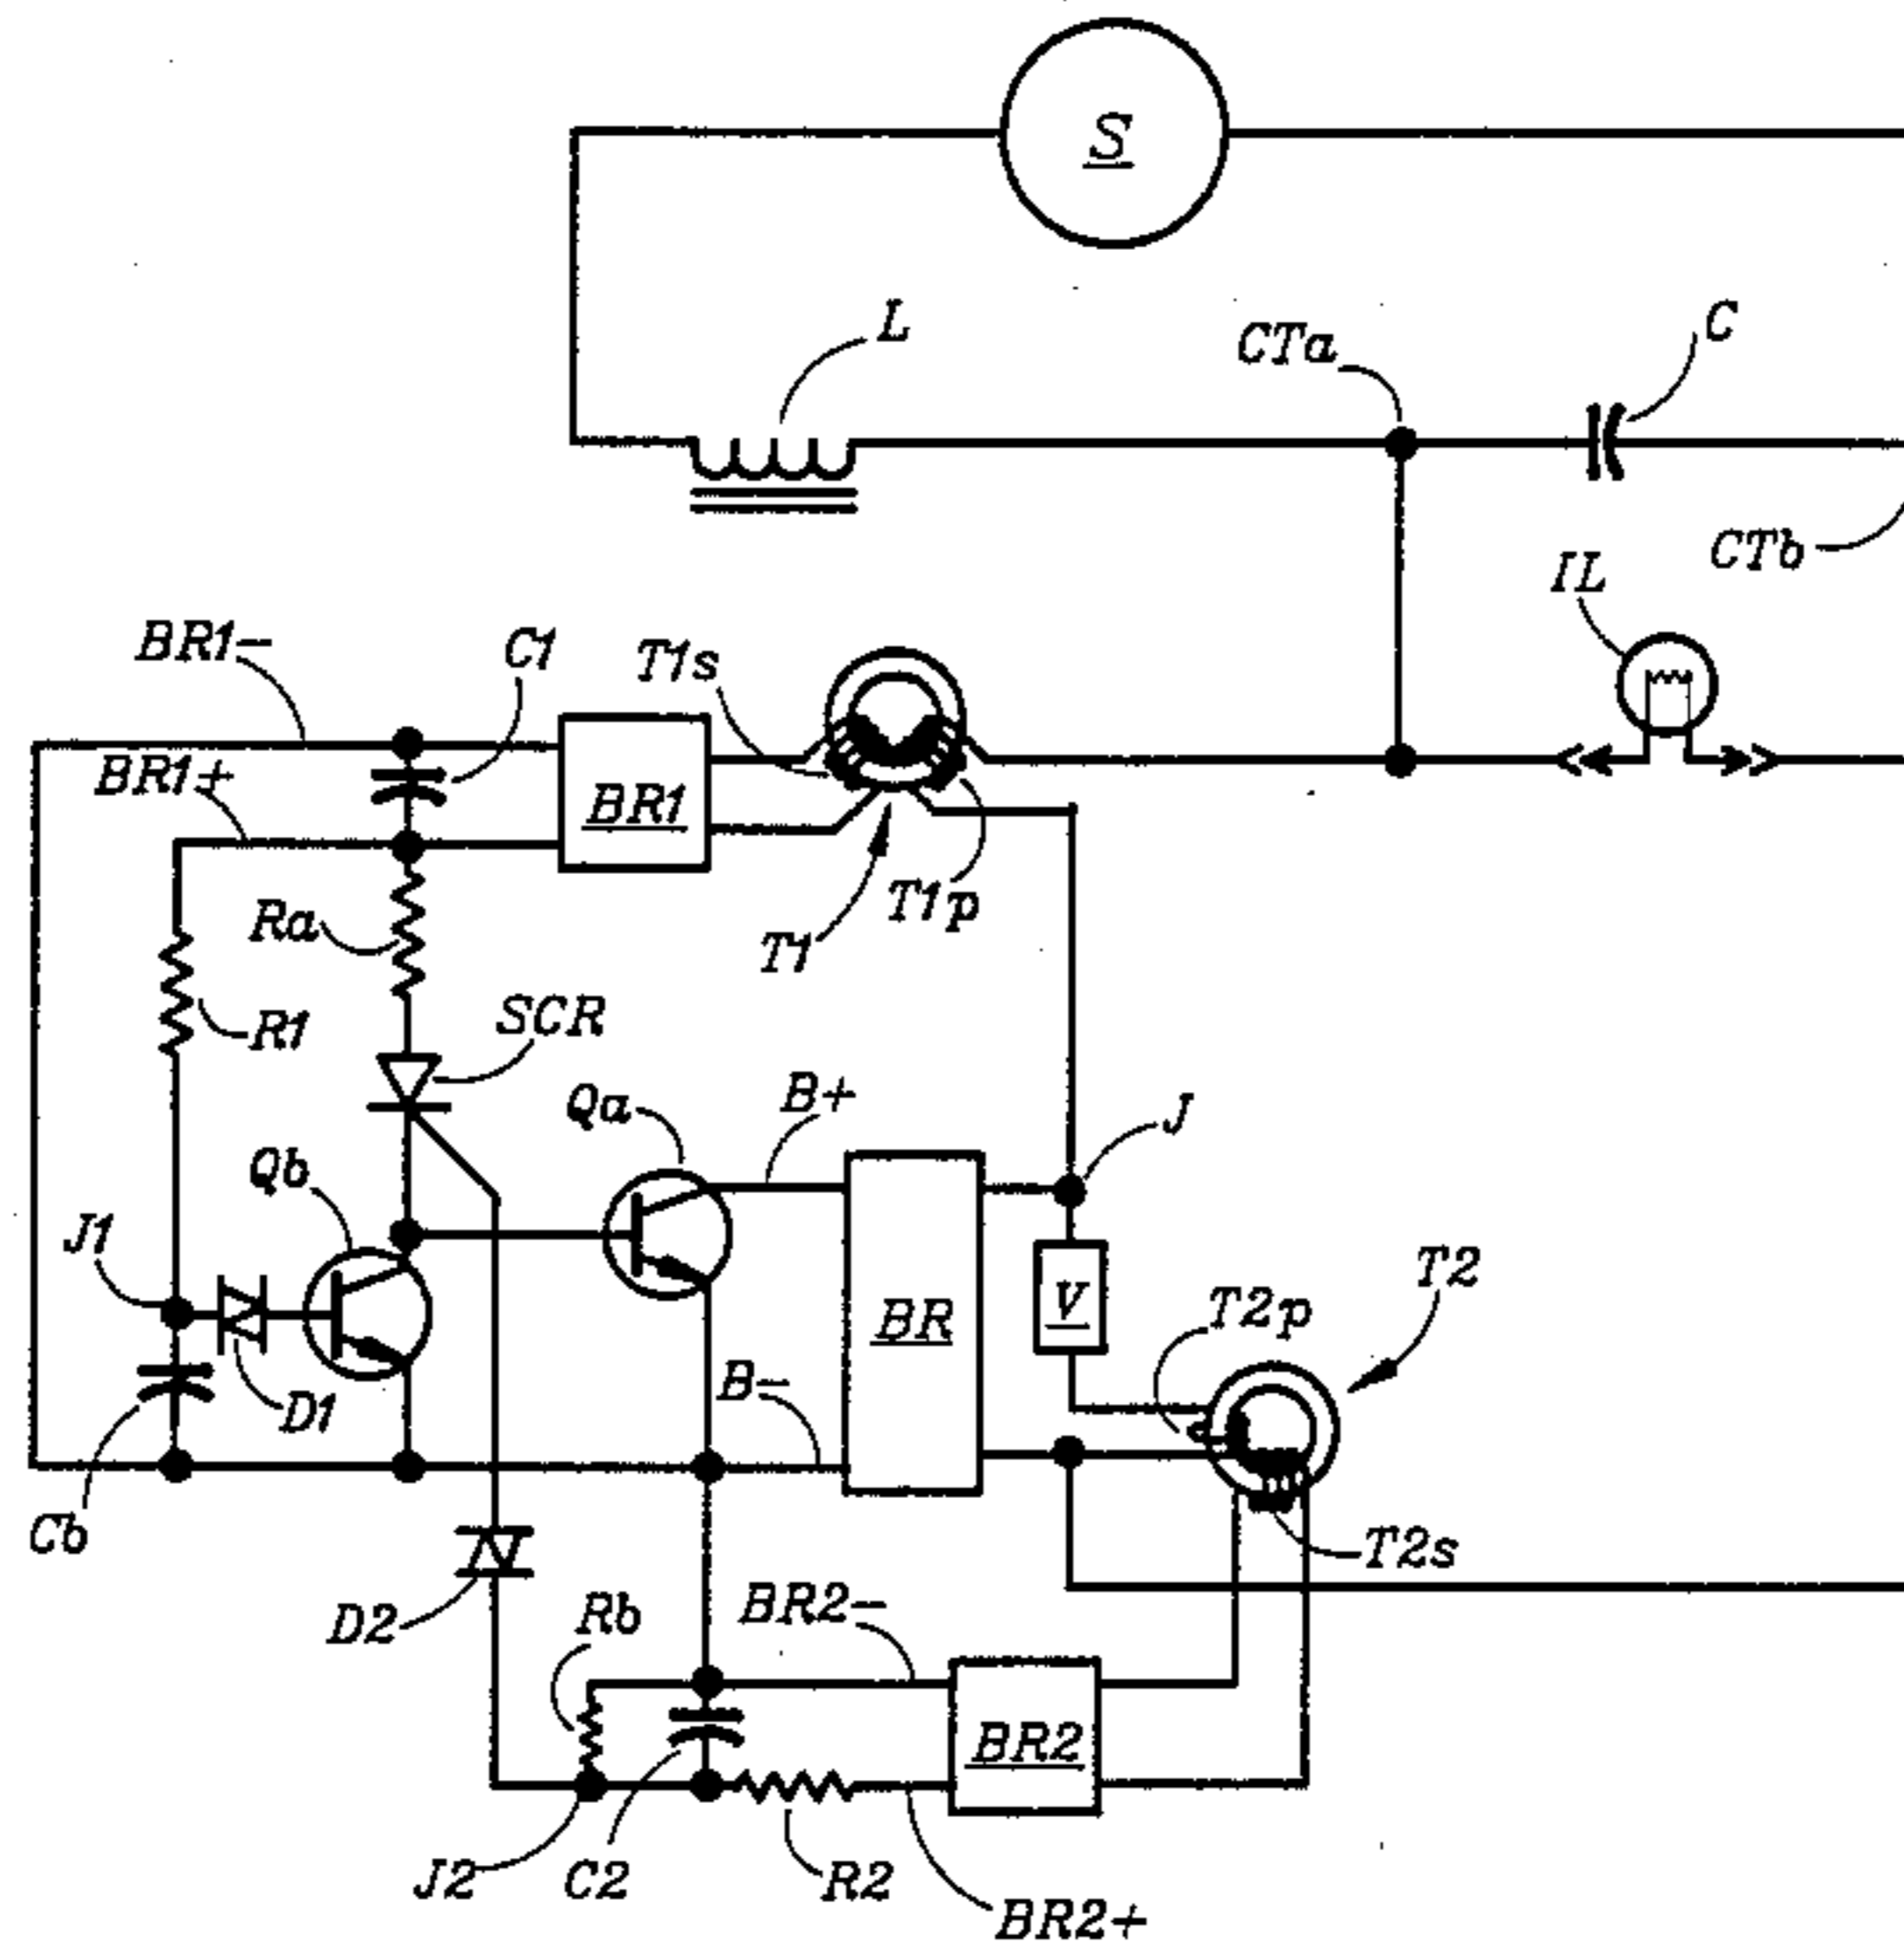 S
L
CTa
C
CTb
IL
BR1-
C1
T1s
BR1+
BR1
Ra
T1p
T1
R1
SCR
Qa
B+
J
Qb
J1
T2
T2p
BR
V
B-
D1
Cb
T2s
D2
Rb
BR2-
BR2
J2
C2
R2
BR2+